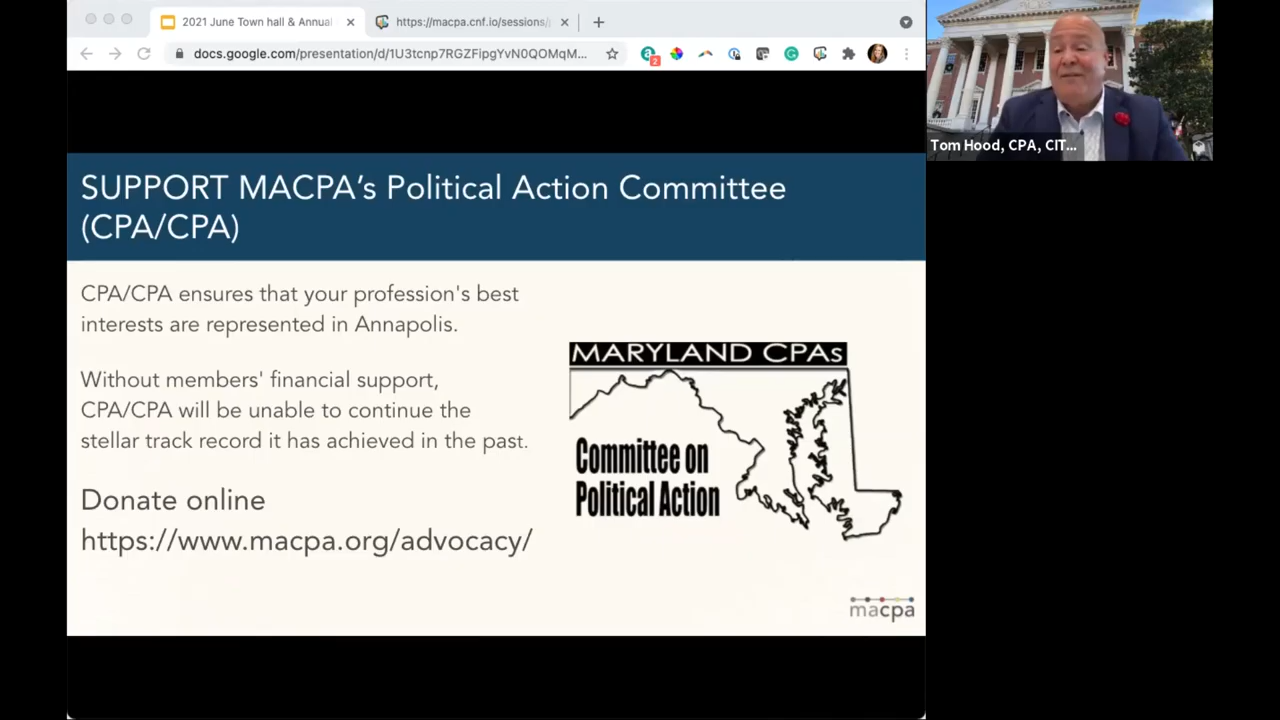 2021 June Town hall & Annual
https://macpa.cnf.io/sessions/
docs.google.com/presentation/d/1U3tcnp7RGZFipgYvN0QOMqM...
2
Tom Hood, CPA, CIT...
SUPPORT MACPA's Political Action Committee
(CPA/CPA)
CPA/CPA ensures that your profession's best
interests are represented in Annapolis.
Without members' financial support,
CPA/CPA will be unable to continue the
stellar track record it has achieved in the past.
Donate online
https://www.macpa.org/advocacy/
MARYLAND CPAs
Committee on
Political Action
macpa